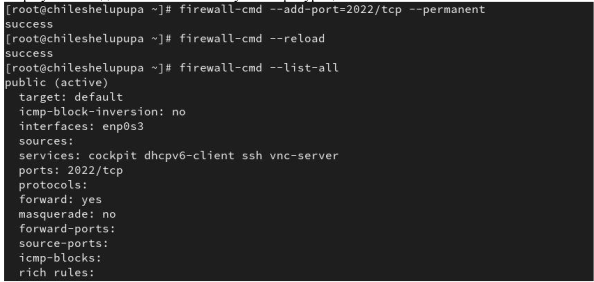 [root@chileshelupupa ~]# firewall-cmd --add-port=2022/tcp --permanent
success
[root@chileshelupupa ~]# firewall-cmd --reload
success
[root@chileshelupupa ~]# firewall-cmd --list-all
public (active)
  target: default
  icmp-block-inversion: no
  interfaces: enp0s3
  sources:
  services: cockpit dhcpv6-client ssh vnc-server
  ports: 2022/tcp
  protocols:
  forward: yes
  masquerade: no
  forward-ports:
  source-ports:
  icmp-blocks:
  rich rules: